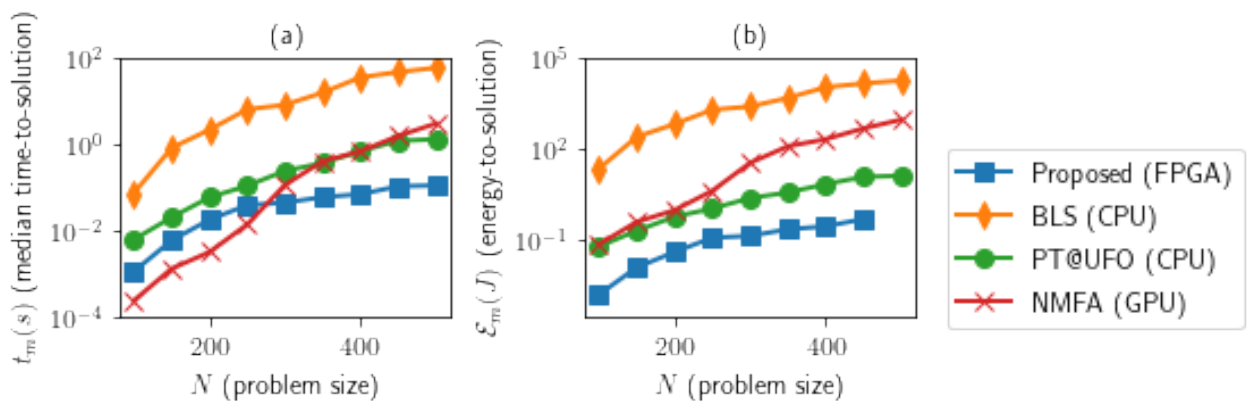 (a)
(b)
t_m(s) (median time-to-solution)
10^2
10^0
10^{-2}
10^{-4}
200
400
N (problem size)
ℰ_m(J) (energy-to-solution)
10^5
10^2
10^{-1}
200
400
N (problem size)
Proposed (FPGA)
BLS (CPU)
PT@UFO (CPU)
NMFA (GPU)